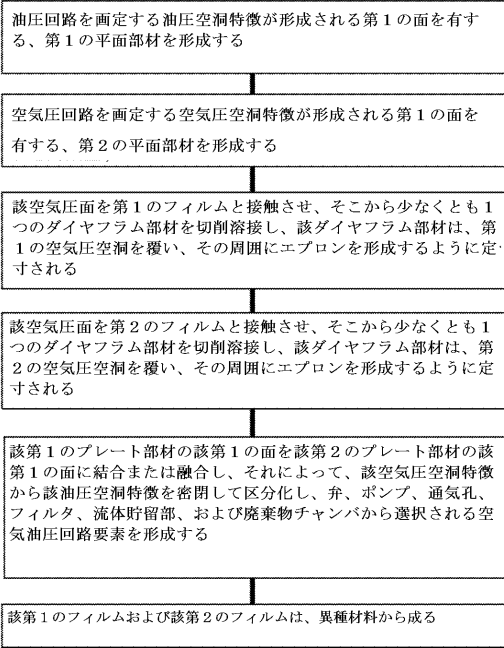 油圧回路を画定する油圧空洞特徴が形成される第１の面を有す
る、第１の平面部材を形成する
空気圧回路を画定する空気圧空洞特徴が形成される第１の面を
有する、第２の平面部材を形成する
該空気圧面を第１のフィルムと接触させ、そこから少なくとも１
つのダイヤフラム部材を切削溶接し、該ダイヤフラム部材は、第
１の空気圧空洞を覆い、その周囲にエプロンを形成するように定
寸される
該空気圧面を第２のフィルムと接触させ、そこから少なくとも１
つのダイヤフラム部材を切削溶接し、該ダイヤフラム部材は、第
２の空気圧空洞を覆い、その周囲にエプロンを形成するように定
寸される
該第１のプレート部材の該第１の面を該第２のプレート部材の該
第１の面に結合または融合し、それによって、該空気圧空洞特徴
から該油圧空洞特徴を密閉して区分化し、弁、ポンプ、通気孔、
フィルタ、流体貯留部、および廃棄物チャンバから選択される空
気油圧回路要素を形成する
該第１のフィルムおよび該第２のフィルムは、異種材料から成る